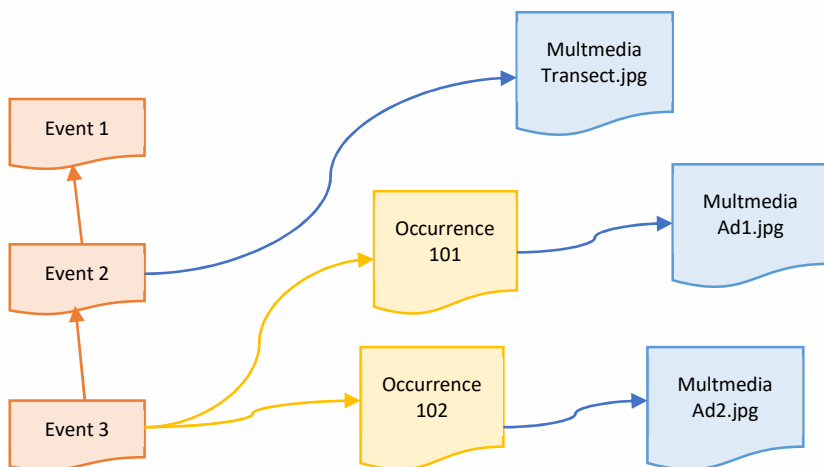 Multmedia
Transect.jpg
Event 1
Multmedia
Ad1.jpg
Occurrence
101
Event 2
Occurrence
102
Multmedia
Ad2.jpg
Event 3